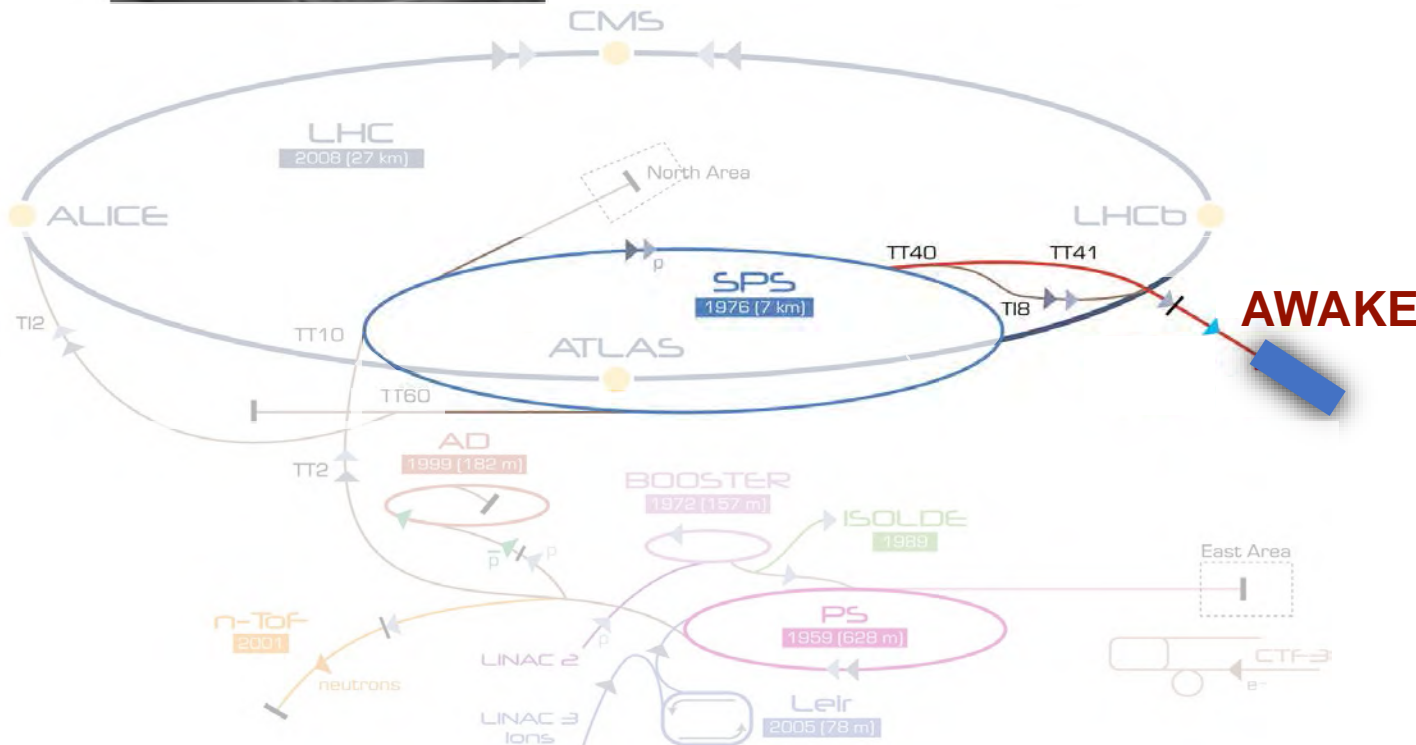 CMS
LHC
2008 (27 km)
North Area
ALICE
LHCb
TT40
TT41
p
SPS
1976 (7 km)
TI8
AWAKE
TI2
TT10
ATLAS
TT60
AD
1999 (182 m)
TT2
BOOSTER
1972 (157 m)
ISOLDE
1989
p
p
East Area
n-ToF
2001
PS
1959 (628 m)
p
LINAC 2
neutrons
CTF-3
e-
LINAC 3
Ions
LeIr
2005 (78 m)